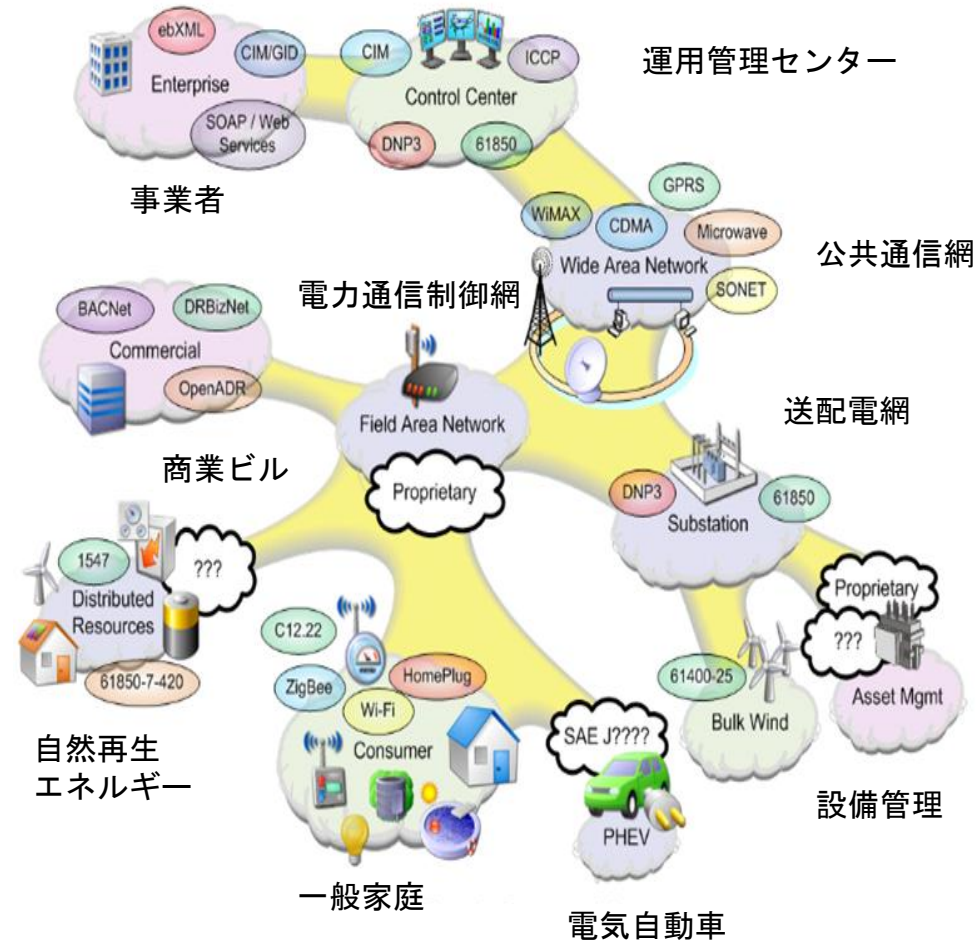 ebXML
CIM/GID
Enterprise
SOAP / Web
Services
事業者
CIM
ICCP
Control Center
DNP3
61850
運用管理センター
GPRS
WiMAX
CDMA
Microwave
Wide Area Network
SONET
公共通信網
電力通信制御網
BACNet
DRBizNet
Commercial
OpenADR
商業ビル
Field Area Network
Proprietary
送配電網
DNP3
61850
Substation
1547
???
Distributed
Resources
61850-7-420
自然再生
エネルギー
C12.22
ZigBee
HomePlug
Wi-Fi
Consumer
一般家庭
SAE J????
PHEV
電気自動車
61400-25
Bulk Wind
Proprietary
???
Asset Mgmt
設備管理